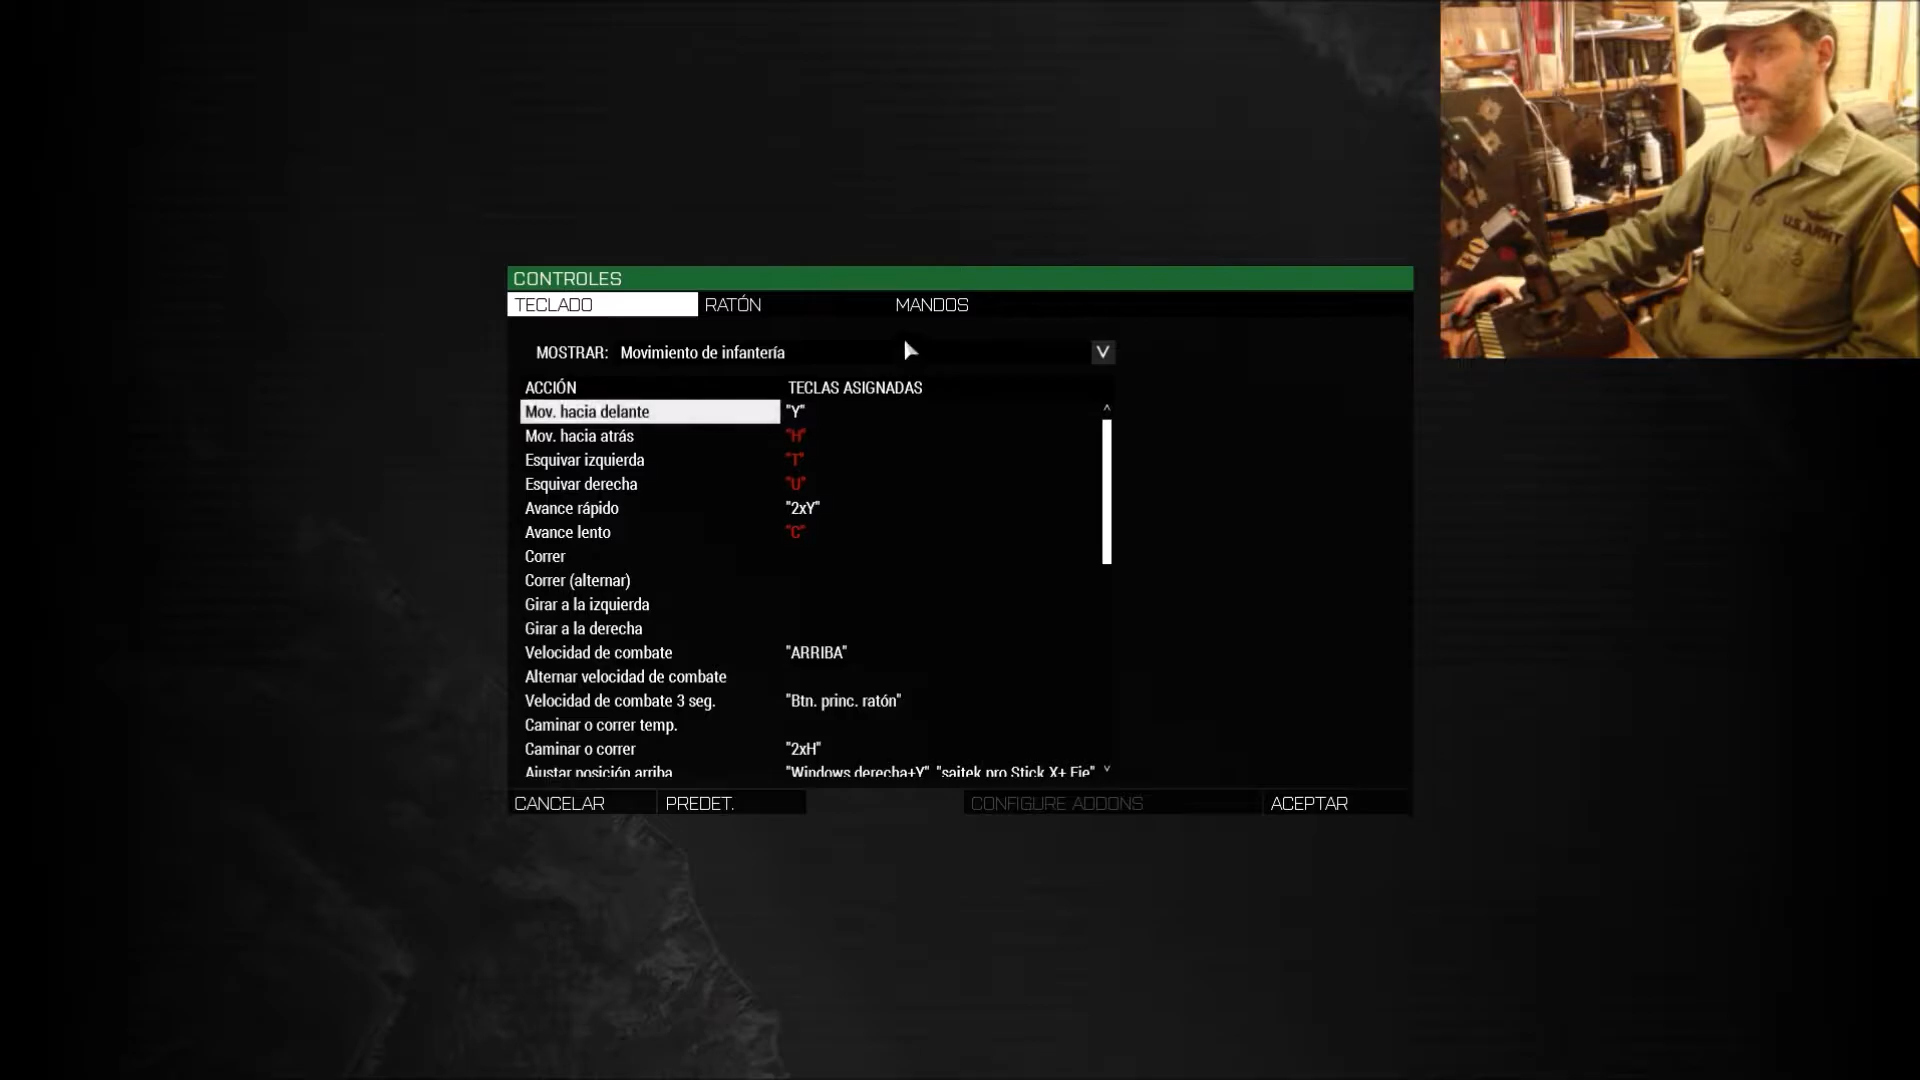 CONTROLES
TECLADO RATÓN MANDOS
MOSTRAR: Movimiento de infantería V
ACCIÓN TECLAS ASIGNADAS
Mov. hacia delante "Y"
Mov. hacia atrás "H"
Esquivar izquierda "T"
Esquivar derecha "U"
Avance rápido "2xY"
Avance lento "C"
Correr
Correr (alternar)
Girar a la izquierda
Girar a la derecha
Velocidad de combate "ARRIBA"
Alternar velocidad de combate
Velocidad de combate 3 seg. "Btn. princ. ratón"
Caminar o correr temp.
Caminar o correr "2xH"
Ajustar posición arriba "Windows derecha+Y" "saitek pro Stick X+ Eje"
CANCELAR PREDET. CONFIGURE ADDONS ACEPTAR
U.S. ARMY
HO